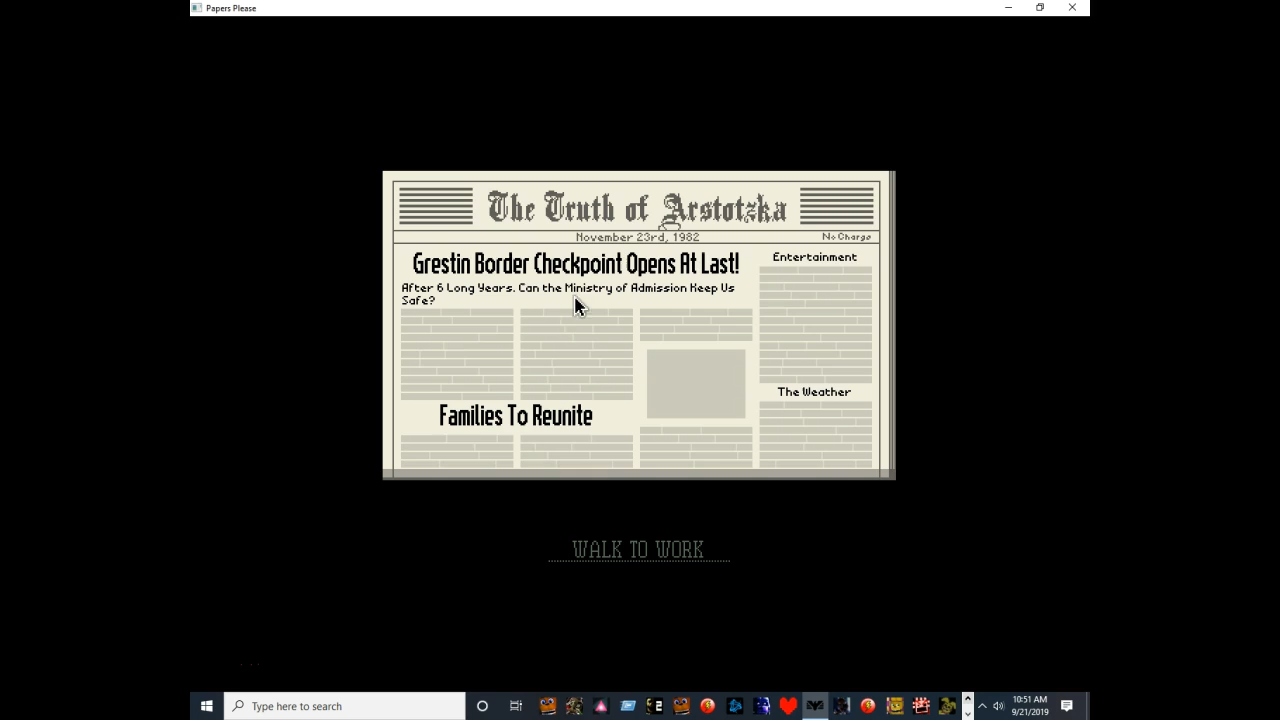 Papers Please
The Truth of Arstotzka
November 23rd, 1982
No Charge
Grestin Border Checkpoint Opens At Last!
After 6 Long Years. Can the Ministry of Admission Keep Us
Safe?
Families To Reunite
Entertainment
The Weather
WALK TO WORK
Type here to search
10:51 AM
9/21/2019